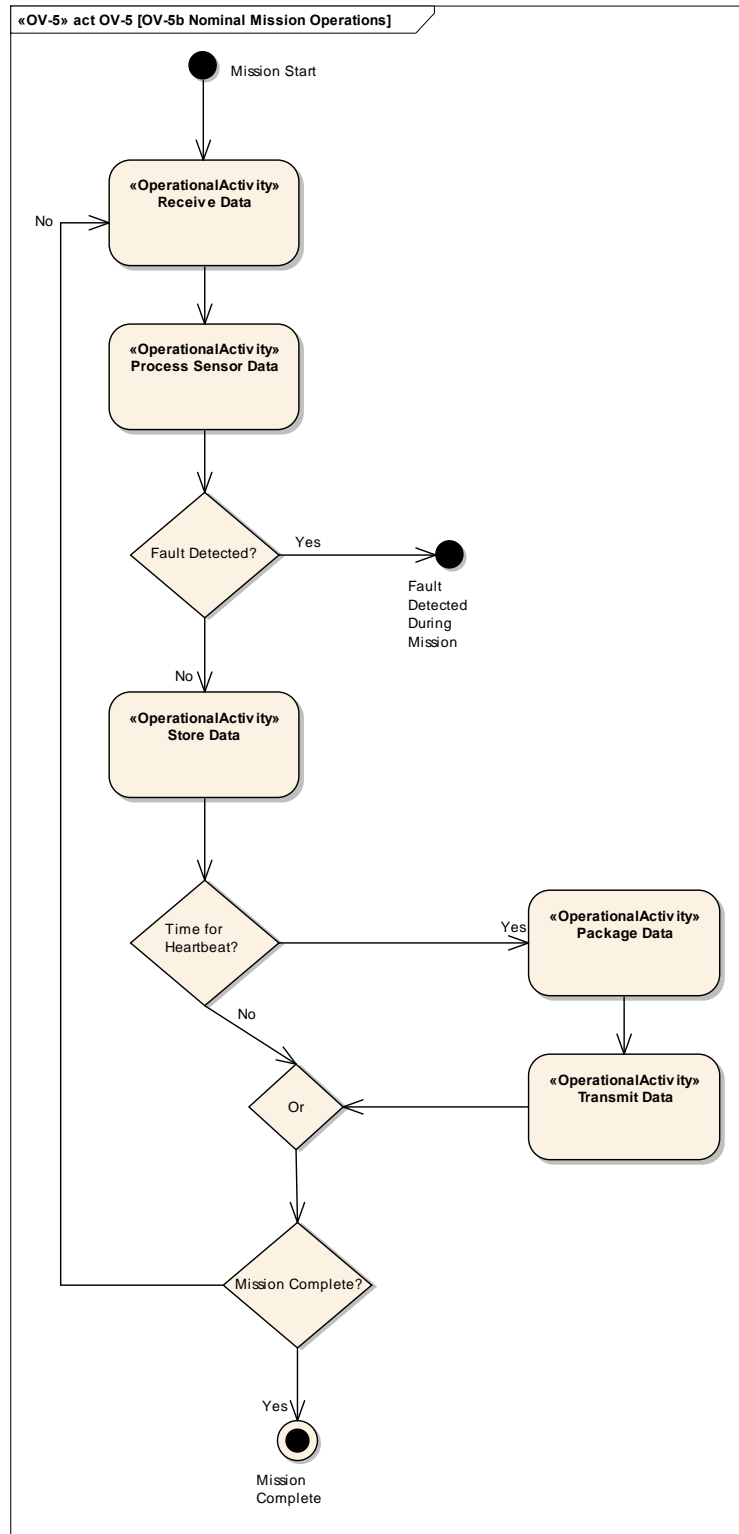 «OV-5» act OV-5 [OV-5b Nominal Mission Operations]
Mission Start
«OperationalActivity»
Receive Data
No
«OperationalActivity»
Process Sensor Data
Fault Detected?
Yes
Fault
Detected
During
Mission
No
«OperationalActivity»
Store Data
Time for
Heartbeat?
Yes
«OperationalActivity»
Package Data
No
«OperationalActivity»
Transmit Data
Or
Mission Complete?
Yes
Mission
Complete